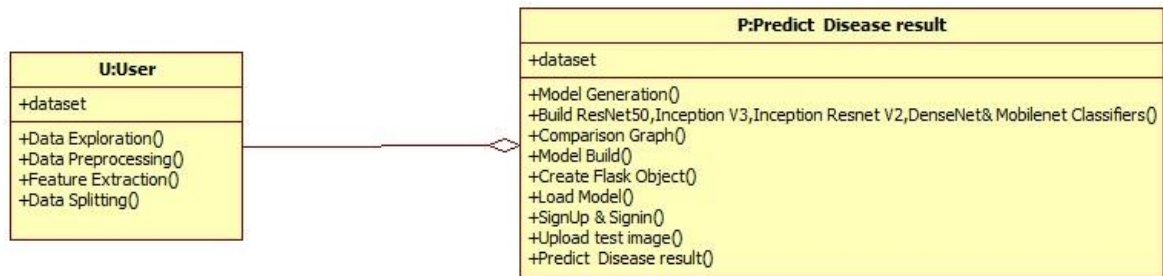 U:User
+dataset
+Data Exploration()
+Data Preprocessing()
+Feature Extraction()
+Data Splitting()
P:Predict Disease result
+dataset
+Model Generation()
+Build ResNet50,Inception V3,Inception Resnet V2,DenseNet& Mobilenet Classifiers()
+Comparison Graph()
+Model Build()
+Create Flask Object()
+Load Model()
+SignUp & Signin()
+Upload test image()
+Predict Disease result()